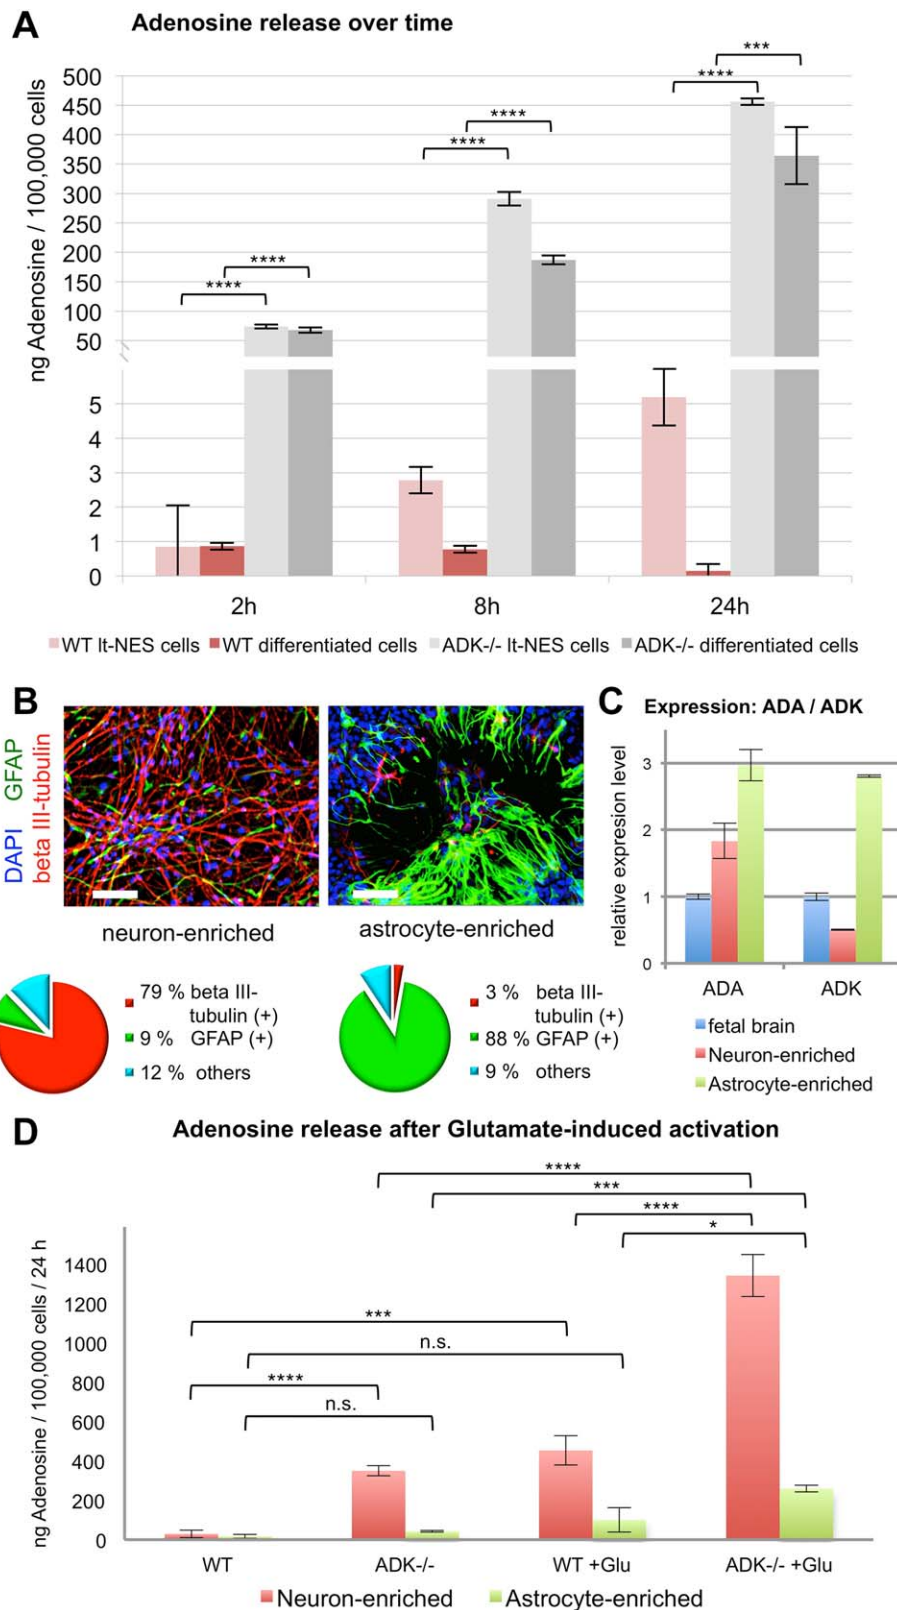 A
Adenosine release over time
ng Adenosine / 100,000 cells
500
450
400
350
300
250
200
150
100
50
5
4
3
2
1
0
****
****
****
****
****
***
2h
8h
24h
WT lt-NES cells
WT differentiated cells
ADK-/- lt-NES cells
ADK-/- differentiated cells
B
DAPI GFAP
beta III-tubulin
neuron-enriched
astrocyte-enriched
79 % beta III-
tubulin (+)
9 % GFAP (+)
12 % others
3 % beta III-
tubulin (+)
88 % GFAP (+)
9 % others
C
Expression: ADA / ADK
relative expresion level
3
2
1
0
ADA
ADK
fetal brain
Neuron-enriched
Astrocyte-enriched
D
Adenosine release after Glutamate-induced activation
ng Adenosine / 100,000 cells / 24 h
1400
1200
1000
800
600
400
200
0
****
***
****
*
***
n.s.
****
n.s.
WT
ADK-/-
WT +Glu
ADK-/- +Glu
Neuron-enriched
Astrocyte-enriched